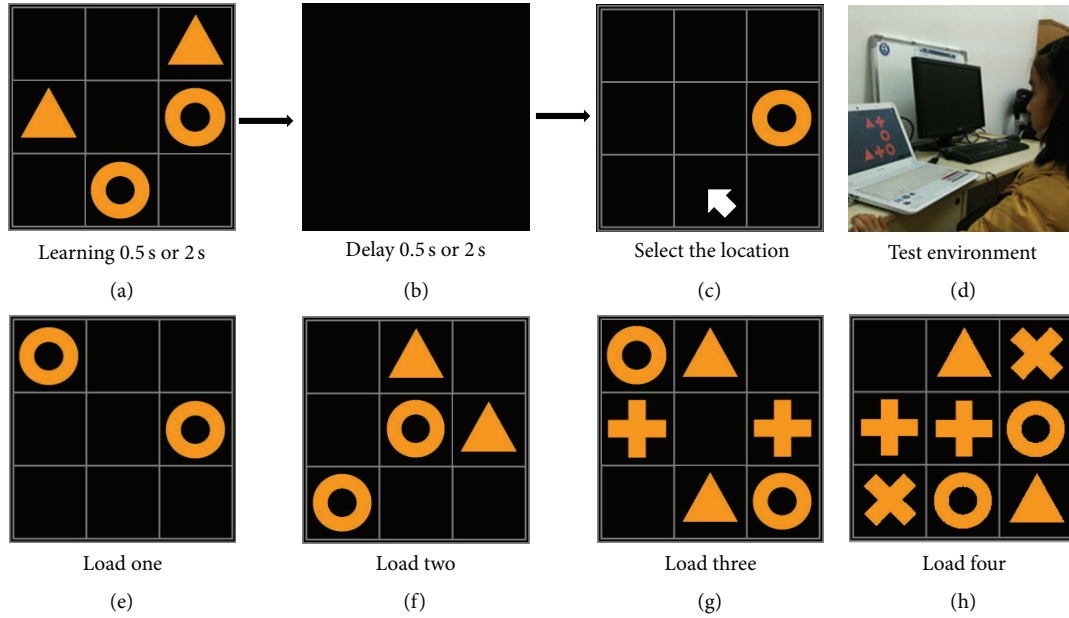 Learning 0.5 s or 2 s
Delay 0.5 s or 2 s
Select the location
Test environment
(a)
(b)
(c)
(d)
Load one
Load two
Load three
Load four
(e)
(f)
(g)
(h)